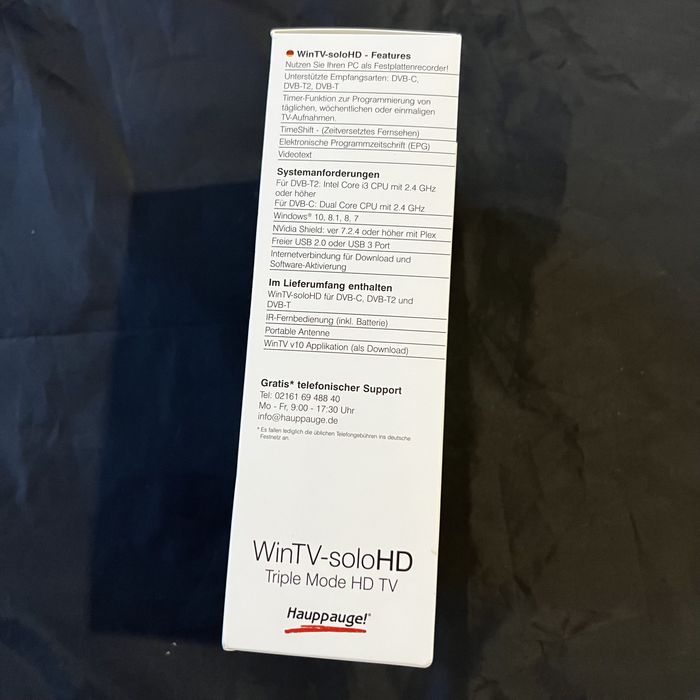 WinTV-soloHD - Features
Nutzen Sie Ihren PC als Festplattenrecorder!
Unterstützte Empfangsarten: DVB-C,
DVB-T2, DVB-T
Timer-Funktion zur Programmierung von
täglichen, wöchentlichen oder einmaligen
TV-Aufnahmen.
TimeShift - (Zeitversetztes Fernsehen)
Elektronische Programmzeitschrift (EPG)
Videotext
Systemanforderungen
Für DVB-T2: Intel Core i3 CPU mit 2.4 GHz
oder höher
Für DVB-C: Dual Core CPU mit 2.4 GHz
Windows® 10, 8.1, 8, 7
NVidia Shield: ver 7.2.4 oder höher mit Plex
Freier USB 2.0 oder USB 3 Port
Internetverbindung für Download und
Software-Aktivierung
Im Lieferumfang enthalten
WinTV-soloHD für DVB-C, DVB-T2 und
DVB-T
IR-Fernbedienung (inkl. Batterie)
Portable Antenne
WinTV v10 Applikation (als Download)
Gratis* telefonischer Support
Tel: 02161 69 488 40
Mo - Fr, 9:00 - 17:30 Uhr
info@hauppauge.de
* Es fallen lediglich die üblichen Telefongebühren ins deutsche
Festnetz an.
WinTV-soloHD
Triple Mode HD TV
Hauppauge!®